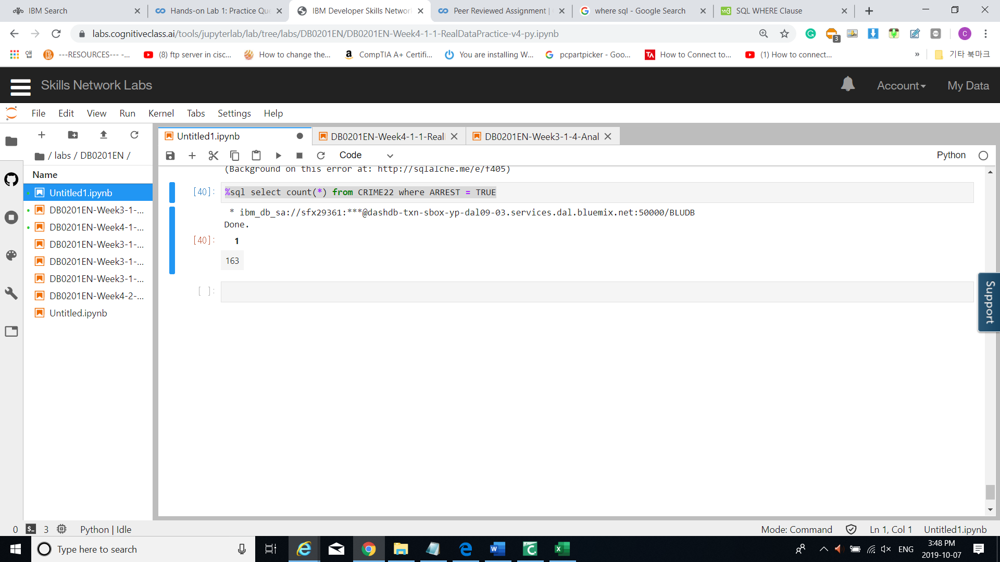 IBM Search
Hands-on Lab 1: Practice Que
IBM Developer Skills Networ
Peer Reviewed Assignment |
where sql - Google Search
SQL WHERE Clause
labs.cognitiveclass.ai/tools/jupyterlab/lab/tree/labs/DB0201EN/DB0201EN-Week4-1-1-RealDataPractice-v4-py.ipynb
3
C
앱
---RESOURCES--- -...
(8) ftp server in cisc...
How to change the...
CompTIA A+ Certifi...
You are installing W...
pcpartpicker - Goo...
How to Connect to...
(1) How to connect...
»
기타 북마크
Skills Network Labs
Account
My Data
File Edit View Run Kernel Tabs Settings Help
Untitled1.ipynb
DB0201EN-Week4-1-1-Real
DB0201EN-Week3-1-4-Anal
/ labs / DB0201EN /
Code
Python
Name
Untitled1.ipynb
DB0201EN-Week3-1-...
DB0201EN-Week4-1-...
DB0201EN-Week3-1-...
DB0201EN-Week3-1-...
DB0201EN-Week3-1-...
DB0201EN-Week4-2-...
Untitled.ipynb
(Background on this error at: http://sqlalche.me/e/f405)
[40]: %sql select count(*) from CRIME22 where ARREST = TRUE
* ibm_db_sa://sfx29361:***@dashdb-txn-sbox-yp-dal09-03.services.dal.bluemix.net:50000/BLUDB
Done.
[40]: 1
163
[ ]:
Support
0 $_ 3 Python | Idle
Mode: Command Ln 1, Col 1 Untitled1.ipynb
Type here to search
ENG
3:48 PM
2019-10-07